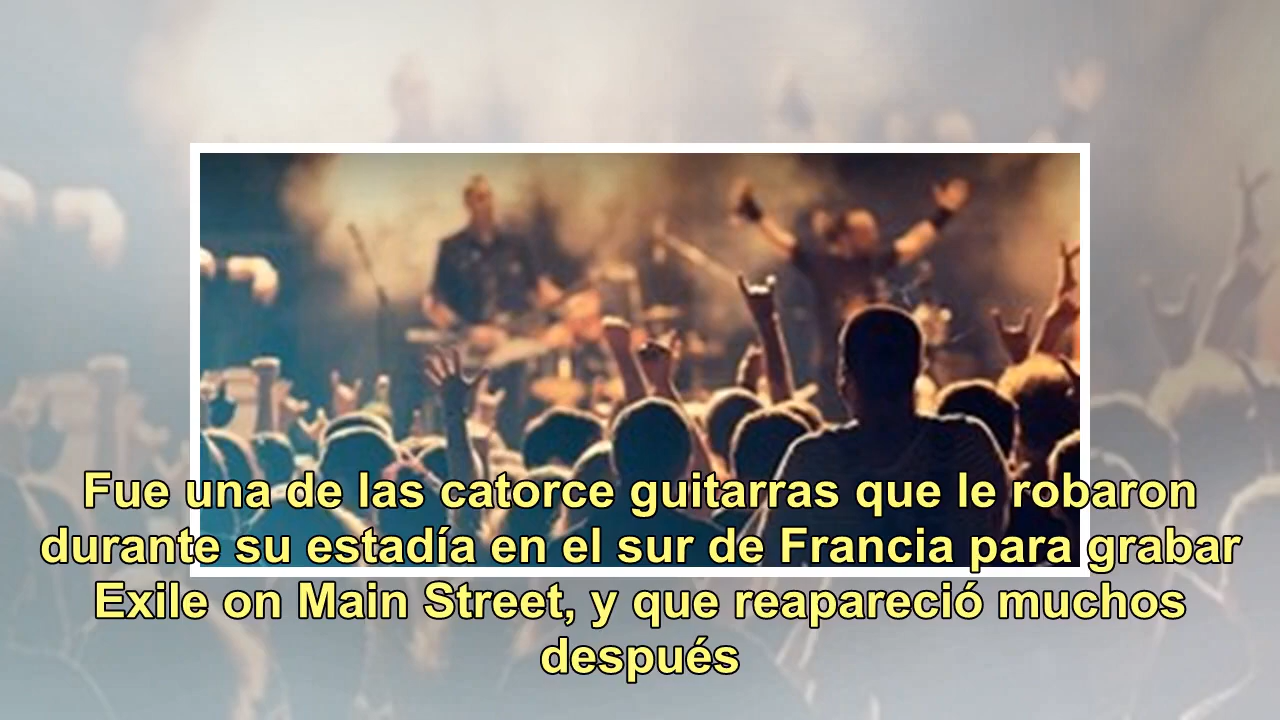 Fue una de las catorce guitarras que le robaron
durante su estadía en el sur de Francia para grabar
Exile on Main Street, y que reapareció muchos
después